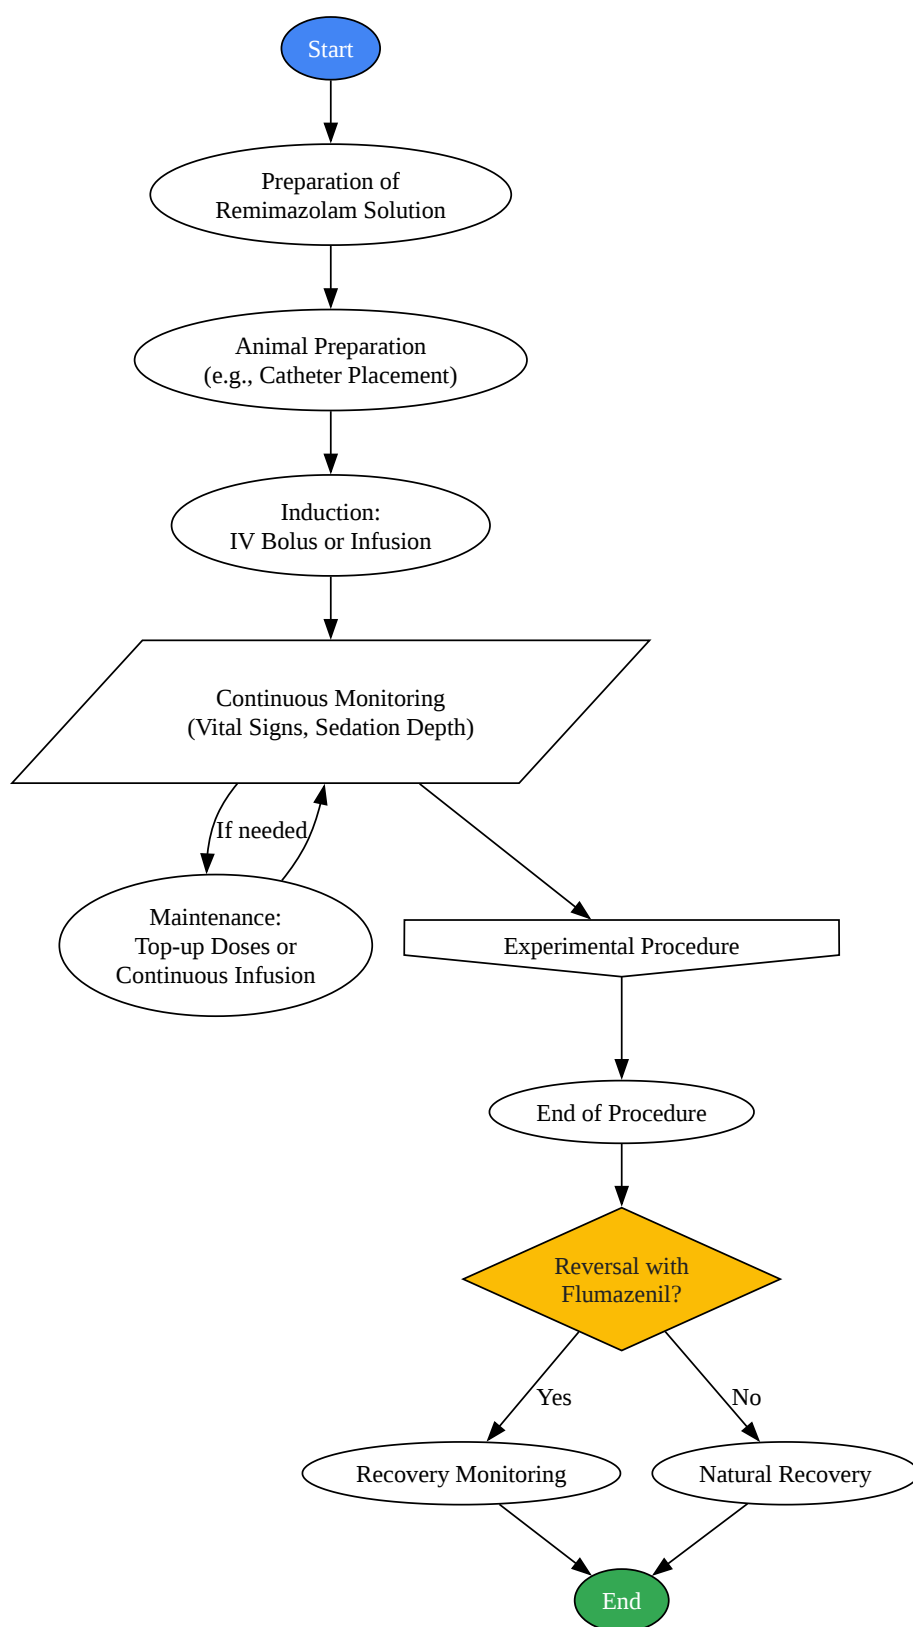 Start
Preparation of
Remimazolam Solution
Animal Preparation
(e.g., Catheter Placement)
Induction:
IV Bolus or Infusion
Continuous Monitoring
(Vital Signs, Sedation Depth)
If needed
Maintenance:
Top-up Doses or
Continuous Infusion
Experimental Procedure
End of Procedure
Reversal with
Flumazenil?
Yes
No
Recovery Monitoring
Natural Recovery
End